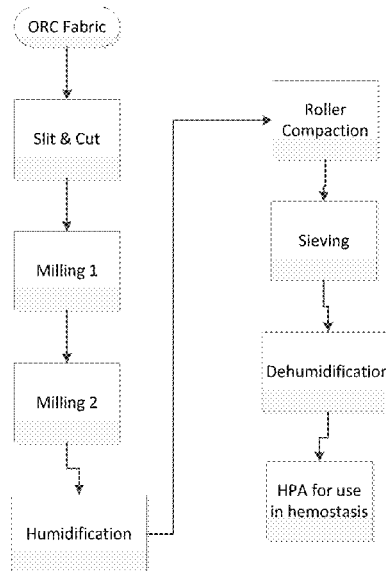 ORC Fabric
Slit & Cut
Milling 1
Milling 2
Humidification
Roller
Compaction
Sieving
Dehumidification
HPA for use
in hemostasis